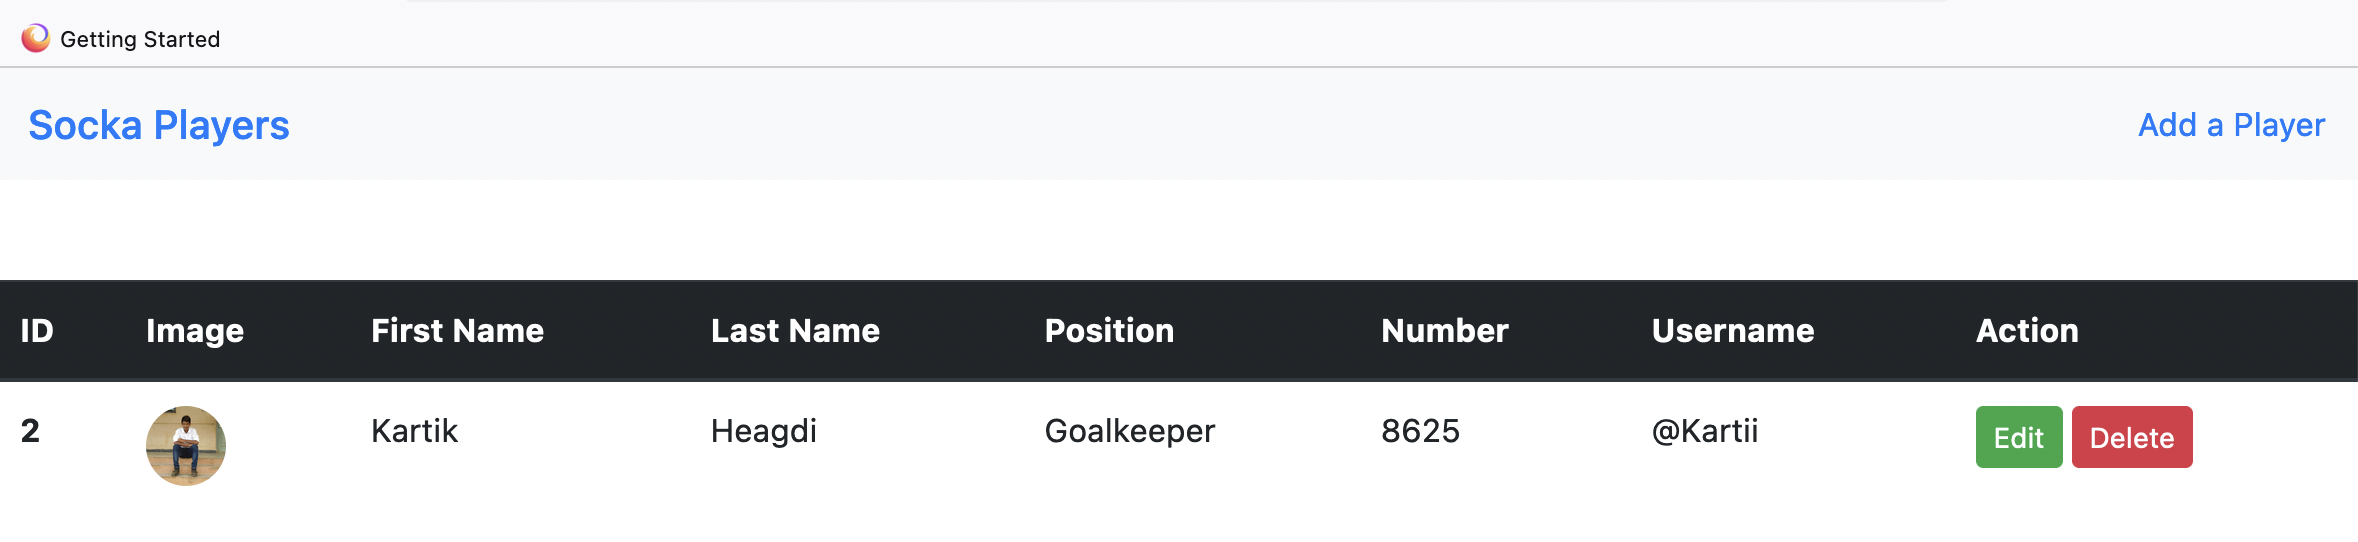 Getting Started
Socka Players Add a Player
ID Image First Name Last Name Position Number Username Action
2 Kartik Heagdi Goalkeeper 8625 @Kartii Edit Delete